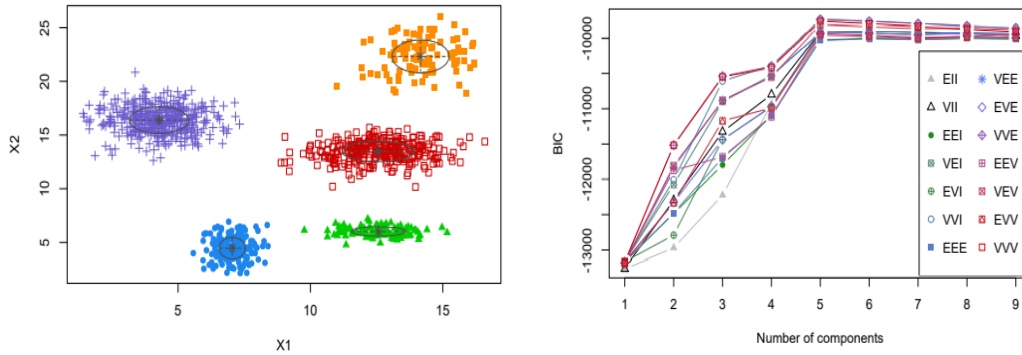 25
20
15
10
5
X2
5
10
15
X1
-10000
-11000
-12000
-13000
BIC
EII
VEE
VII
EVE
EEI
VVE
VEI
EEV
EVI
VEV
VVI
EVV
EEE
VVV
1 2 3 4 5 6 7 8 9
Number of components